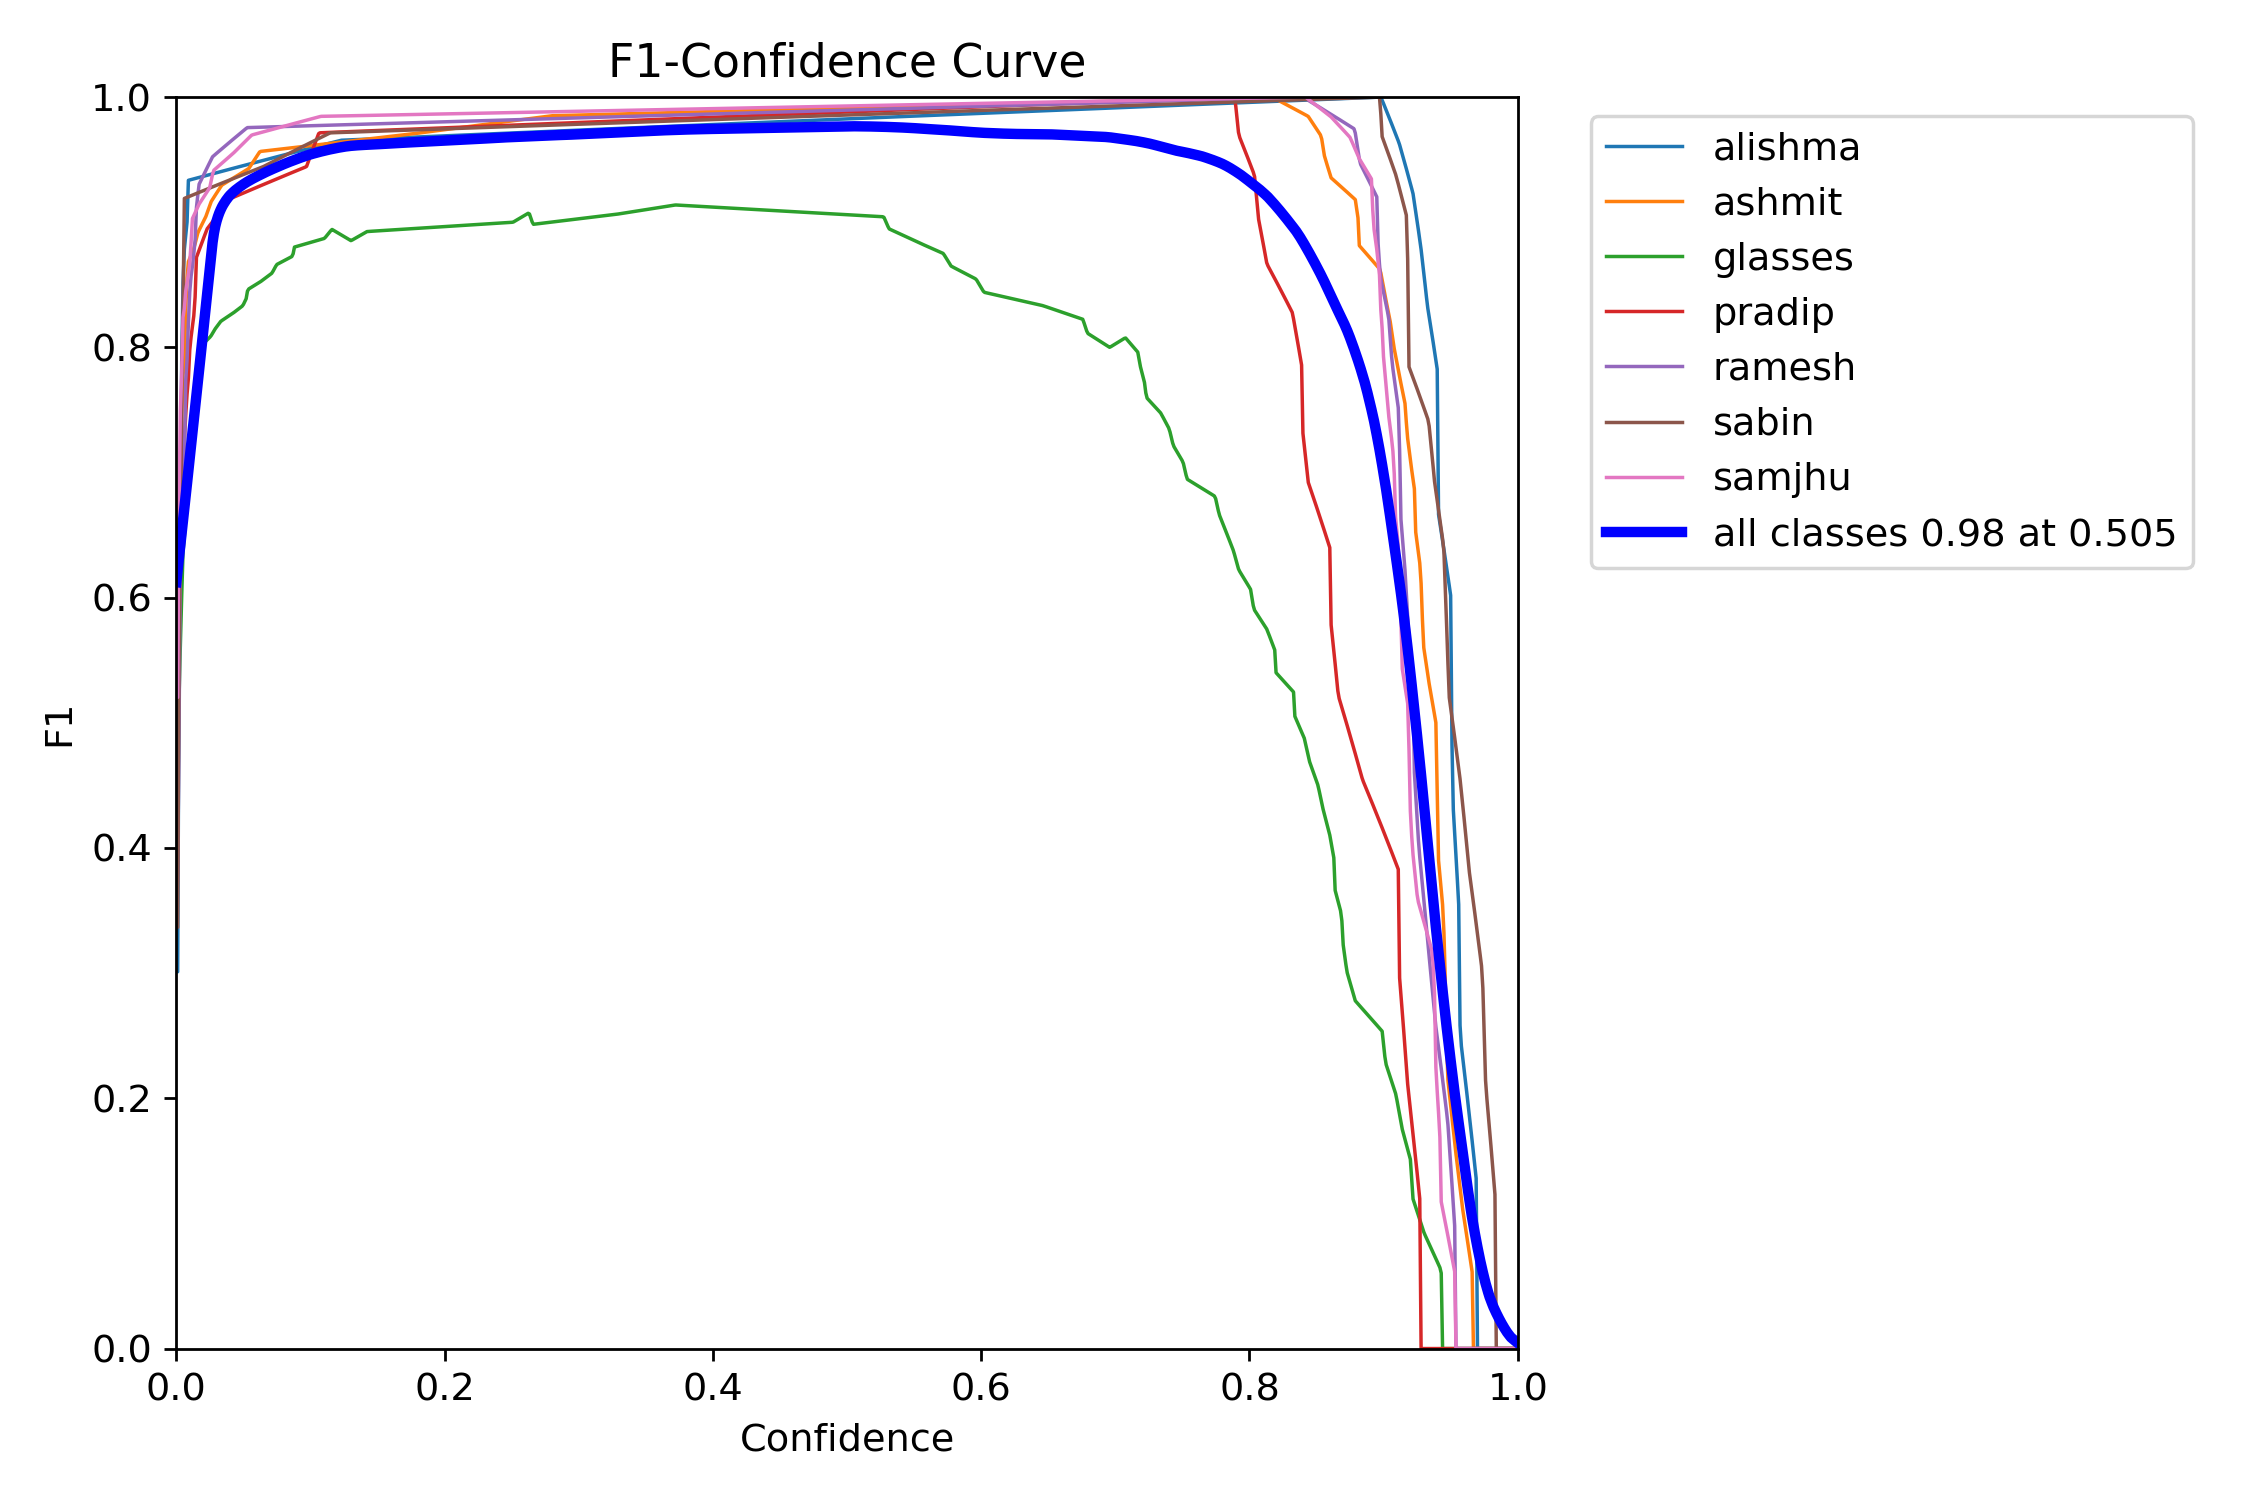 F1-Confidence Curve
1.0
0.8
0.6
0.4
0.2
0.0
F1
0.0 0.2 0.4 0.6 0.8 1.0
Confidence
alishma
ashmit
glasses
pradip
ramesh
sabin
samjhu
all classes 0.98 at 0.505